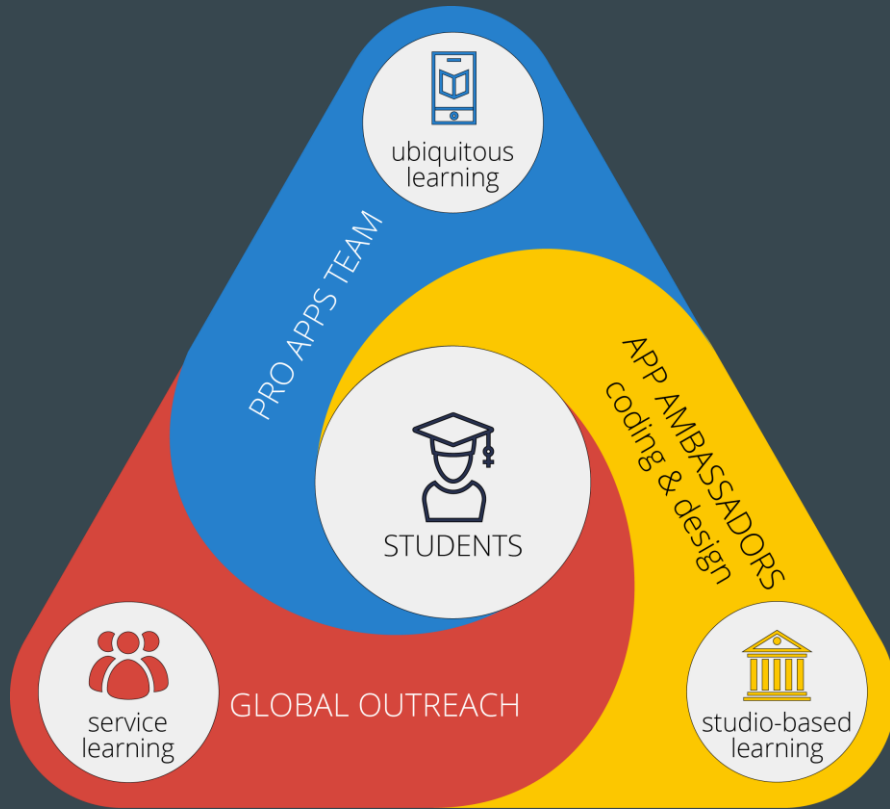 ubiquitous
learning
PRO APPS TEAM
APP AMBASSADORS
coding & design
STUDENTS
service
learning
GLOBAL OUTREACH
studio-based
learning